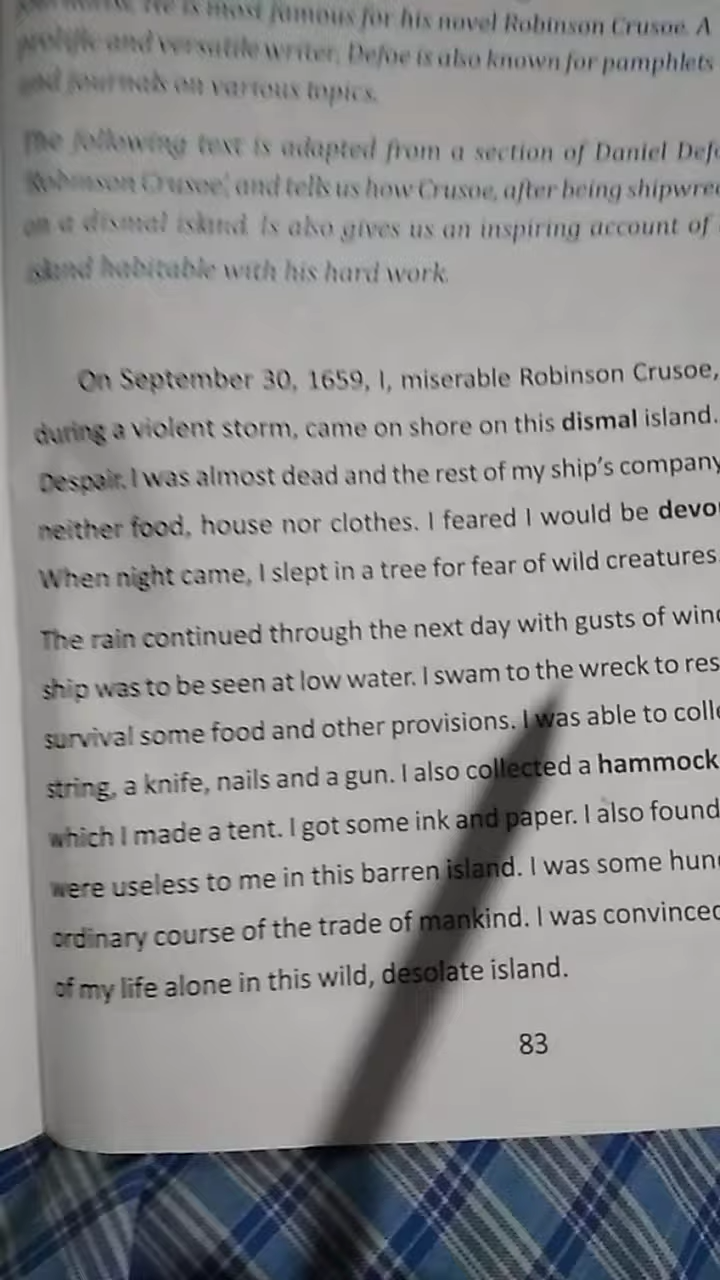 He is most famous for his novel Robinson Crusoe. A
prolific and versatile writer, Defoe is also known for pamphlets
and journals on various topics.
The following text is adapted from a section of Daniel Defo
'Robinson Crusoe', and tells us how Crusoe, after being shipwrec
on a dismal island. Is also gives us an inspiring account of
island habitable with his hard work.
On September 30, 1659, I, miserable Robinson Crusoe,
during a violent storm, came on shore on this dismal island.
Despair. I was almost dead and the rest of my ship's company
neither food, house nor clothes. I feared I would be devou
When night came, I slept in a tree for fear of wild creatures.
The rain continued through the next day with gusts of wind
ship was to be seen at low water. I swam to the wreck to res
survival some food and other provisions. I was able to colle
string, a knife, nails and a gun. I also collected a hammock
which I made a tent. I got some ink and paper. I also found
were useless to me in this barren island. I was some hun
ordinary course of the trade of mankind. I was convinced
of my life alone in this wild, desolate island.
83